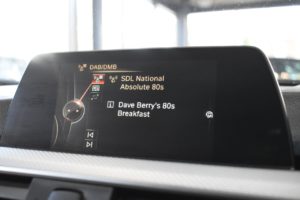 DAB/DMB
SDL National
Absolute 80s
Dave Berry's 80s
Breakfast